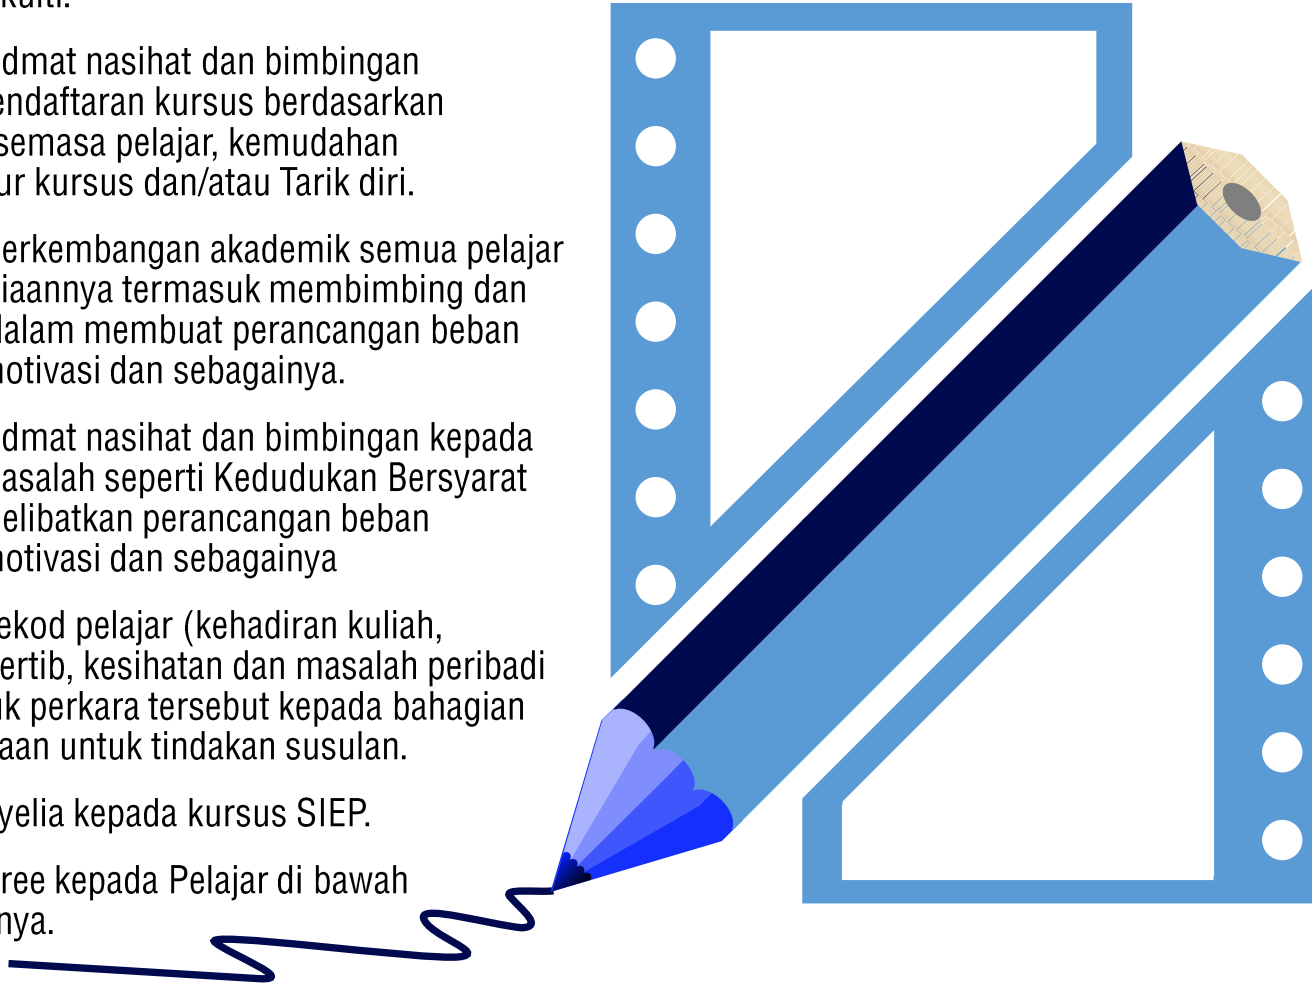 dmat nasihat dan bimbingan
endaftaran kursus berdasarkan
semasa pelajar, kemudahan
ur kursus dan/atau Tarik diri.
erkembangan akademik semua pelajar
iaannya termasuk membimbing dan
dalam membuat perancangan beban
notivasi dan sebagainya.
dmat nasihat dan bimbingan kepada
asalah seperti Kedudukan Bersyarat
elibatkan perancangan beban
notivasi dan sebagainya
ekod pelajar (kehadiran kuliah,
ertib, kesihatan dan masalah peribadi
uk perkara tersebut kepada bahagian
aan untuk tindakan susulan.
yelia kepada kursus SIEP.
ree kepada Pelajar di bawah
nya.